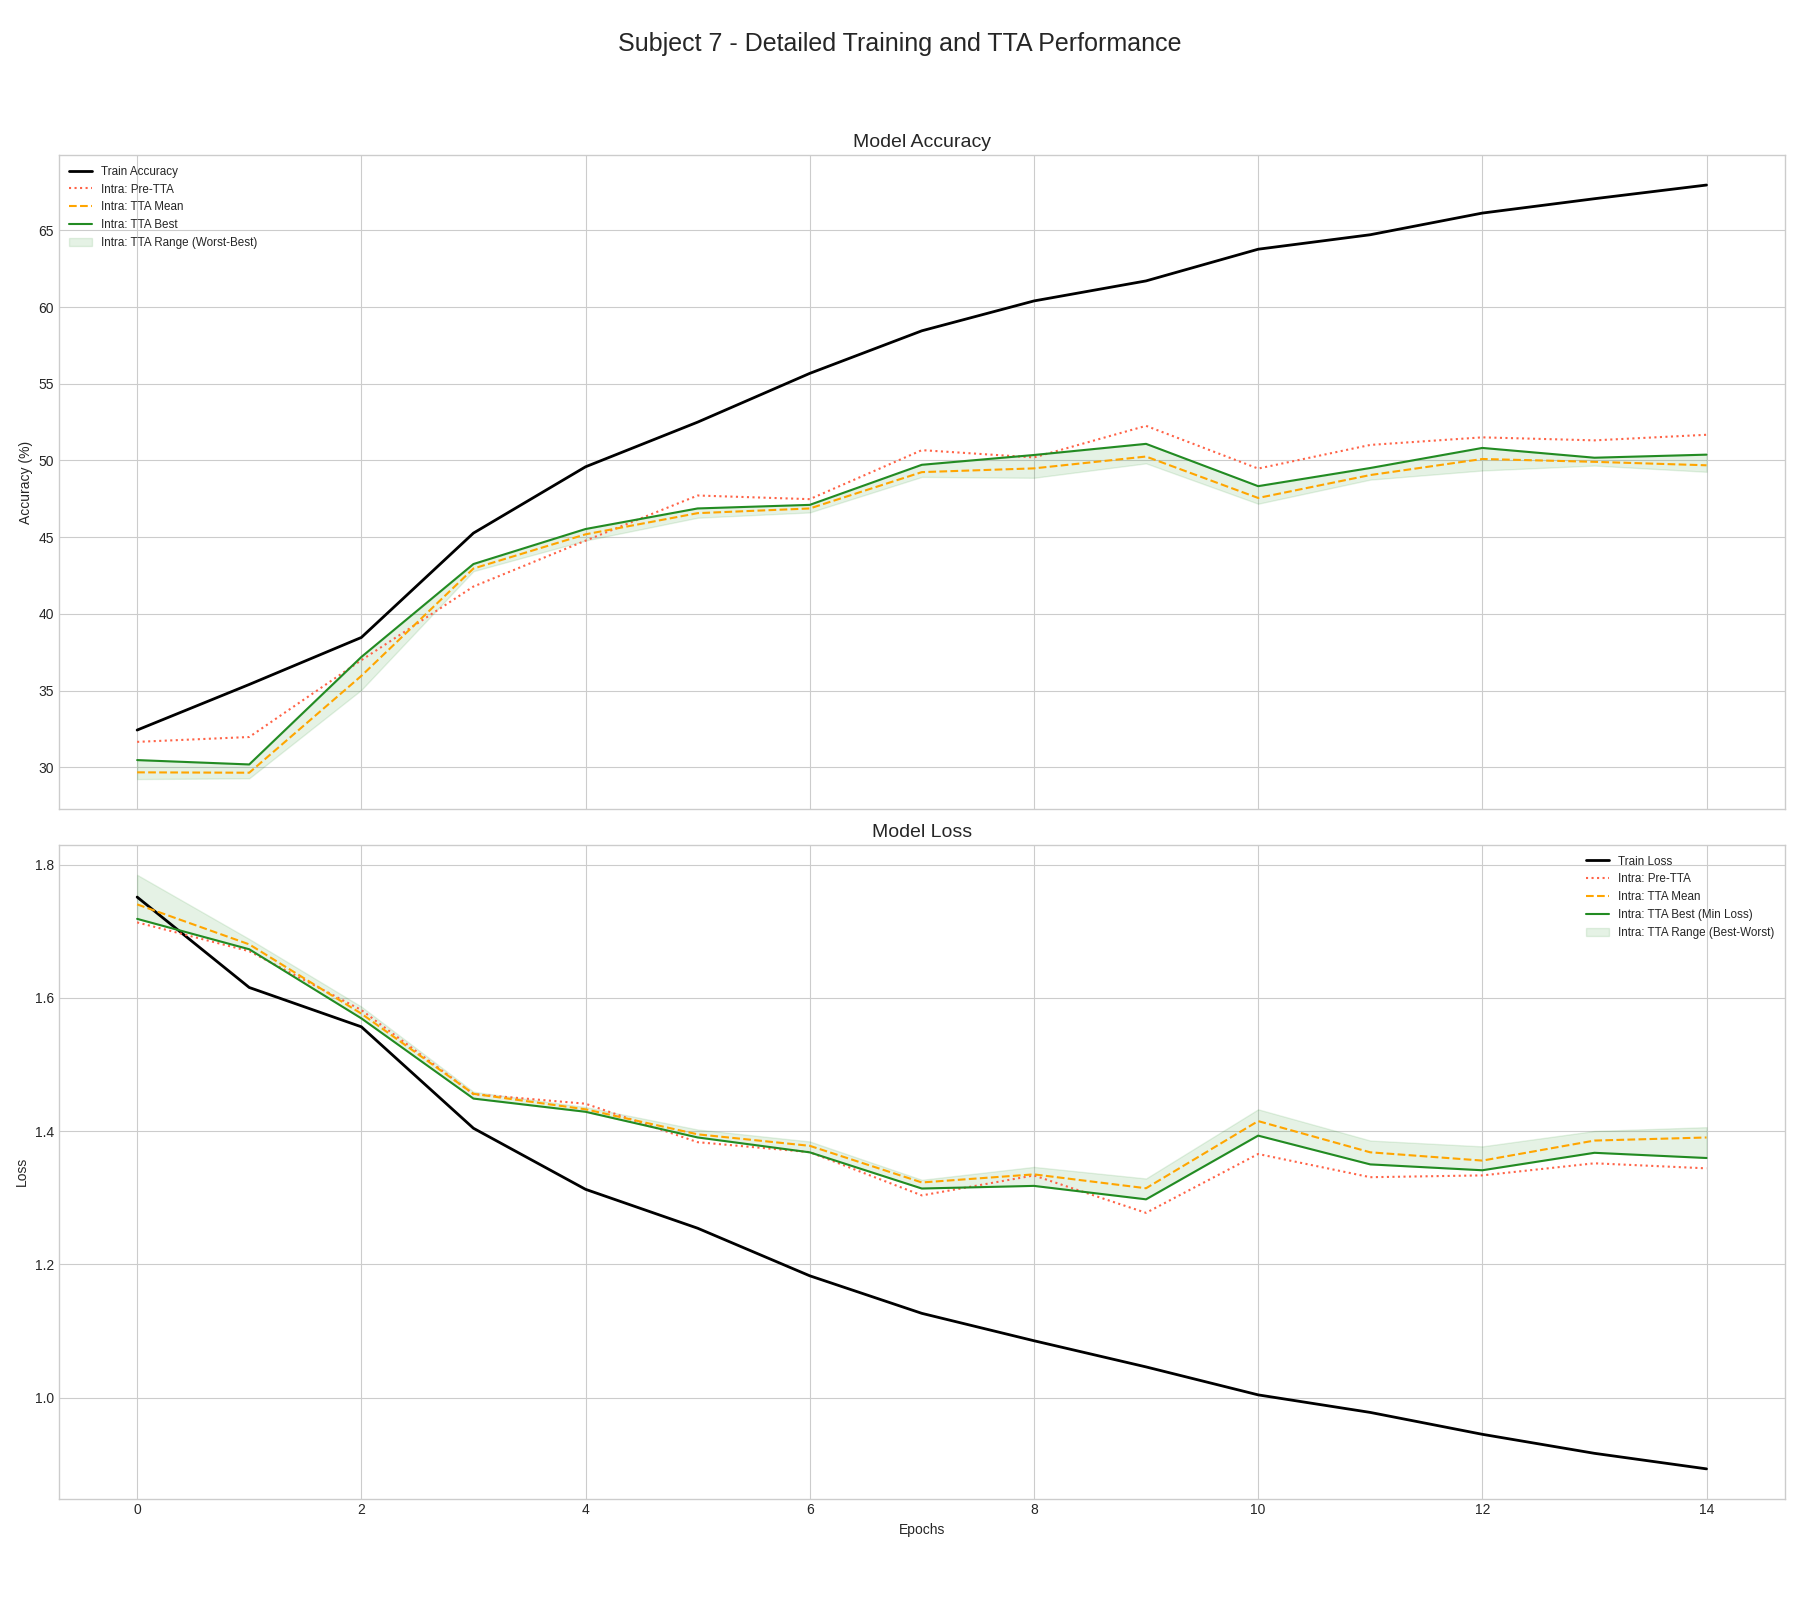 Subject 7 - Detailed Training and TTA Performance
Model Accuracy
Train Accuracy
Intra: Pre-TTA
Intra: TTA Mean
Intra: TTA Best
Intra: TTA Range (Worst-Best)
Accuracy (%)
65
60
55
50
45
40
35
30
Model Loss
Train Loss
Intra: Pre-TTA
Intra: TTA Mean
Intra: TTA Best (Min Loss)
Intra: TTA Range (Best-Worst)
Loss
1.8
1.6
1.4
1.2
1.0
0 2 4 6 8 10 12 14
Epochs